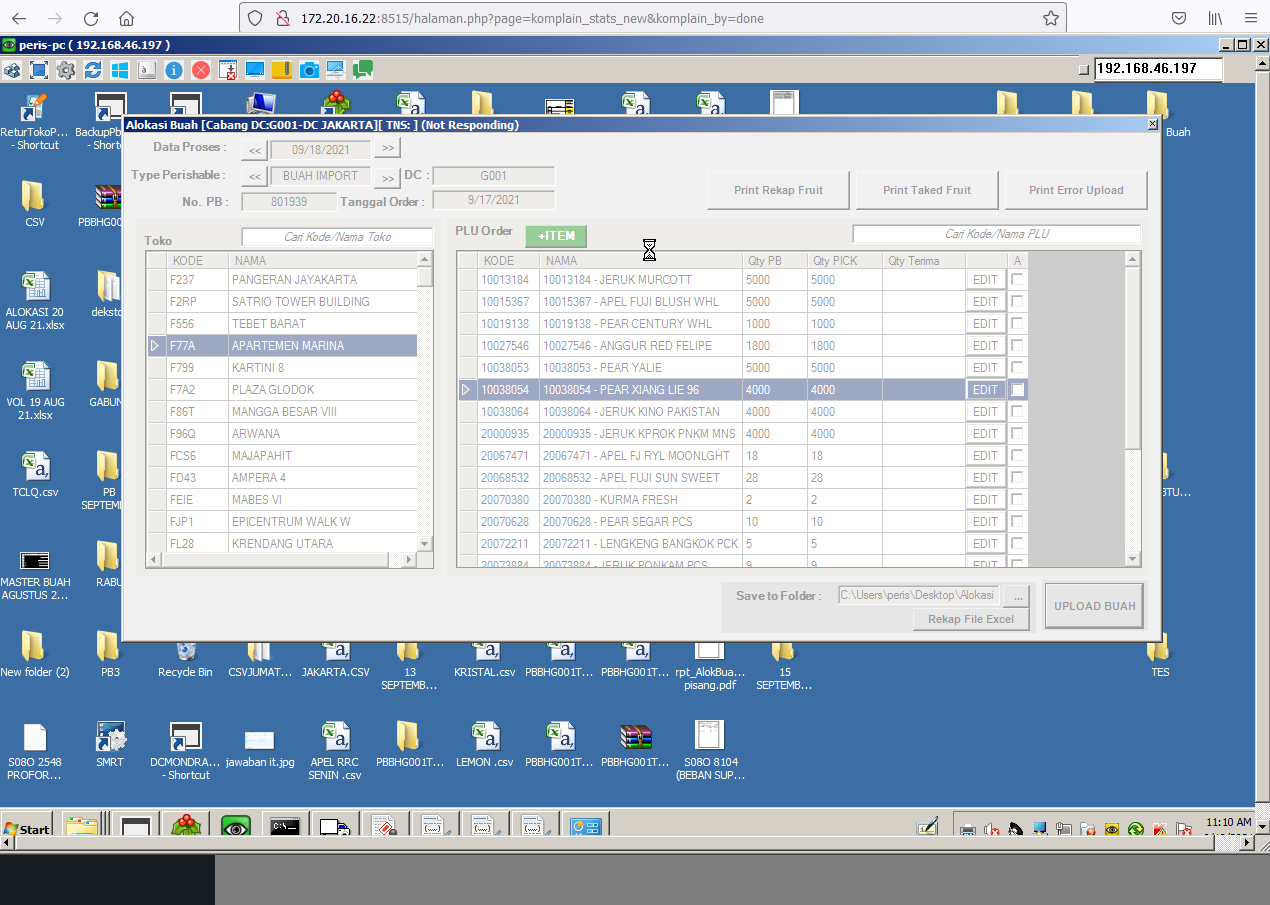 172.20.16.22:8515/halaman.php?page=komplain_stats_new&komplain_by=done
peris-pc ( 192.168.46.197 )
192.168.46.197
ReturTokoP... - Shortcut
BackupPb
- Short
Buah
Alokasi Buah [Cabang DC:G001-DC JAKARTA][ TNS: ] (Not Responding)
Data Proses : << 09/18/2021 >>
Type Perishable : << BUAH IMPORT >> DC : G001
No. PB : 801939 Tanggal Order : 9/17/2021
Print Rekap Fruit Print Taked Fruit Print Error Upload
Toko Cari Kode/Nama Toko
PLU Order +ITEM Cari Kode/Nama PLU
KODE NAMA
F237 PANGERAN JAYAKARTA
F2RP SATRIO TOWER BUILDING
F556 TEBET BARAT
F77A APARTEMEN MARINA
F799 KARTINI 8
F7A2 PLAZA GLODOK
F86T MANGGA BESAR VIII
F96Q ARWANA
FCS6 MAJAPAHIT
FD43 AMPERA 4
FEIE MABES VI
FJP1 EPICENTRUM WALK W
FL28 KRENDANG UTARA
KODE NAMA Qty PB Qty PICK Qty Terima A
10013184 10013184 - JERUK MURCOTT 5000 5000 EDIT
10015367 10015367 - APEL FUJI BLUSH WHL 5000 5000 EDIT
10019138 10019138 - PEAR CENTURY WHL 1000 1000 EDIT
10027546 10027546 - ANGGUR RED FELIPE 1800 1800 EDIT
10038053 10038053 - PEAR YALIE 5000 5000 EDIT
10038054 10038054 - PEAR XIANG LIE 96 4000 4000 EDIT
10038064 10038064 - JERUK KINO PAKISTAN 4000 4000 EDIT
20000935 20000935 - JERUK KPROK PNKM MNS 4000 4000 EDIT
20067471 20067471 - APEL FJ RYL MOONLGHT 18 18 EDIT
20068532 20068532 - APEL FUJI SUN SWEET 28 28 EDIT
20070380 20070380 - KURMA FRESH 2 2 EDIT
20070628 20070628 - PEAR SEGAR PCS 10 10 EDIT
20072211 20072211 - LENGKENG BANGKOK PCK 5 5 EDIT
20073884 20073884 - JERUK PONKAM PCS 9 9 EDIT
Save to Folder : C:\Users\peris\Desktop\Alokasi ...
Rekap File Excel
UPLOAD BUAH
CSV PBBHG00
ALOKASI 20 AUG 21.xlsx
deksto
VOL 19 AUG 21.xlsx
GABUN
TCLQ.csv
PB SEPTEM
BTU...
MASTER BUAH AGUSTUS 2...
RABU
New folder (2) PB3 Recycle Bin CSVJUMAT... JAKARTA.CSV 13 SEPTEMB... KRISTAL.csv PBBHG001T... PBBHG001T... rpt_AlokBua... pisang.pdf 15 SEPTEMB... TES
S08O 2548 PROFOR... SMRT DCMONDRA... - Shortcut jawaban it.jpg APEL RRC SENIN .csv PBBHG001T... LEMON .csv PBBHG001T... PBBHG001T... S08O 8104 (BEBAN SUP...
Start
11:10 AM